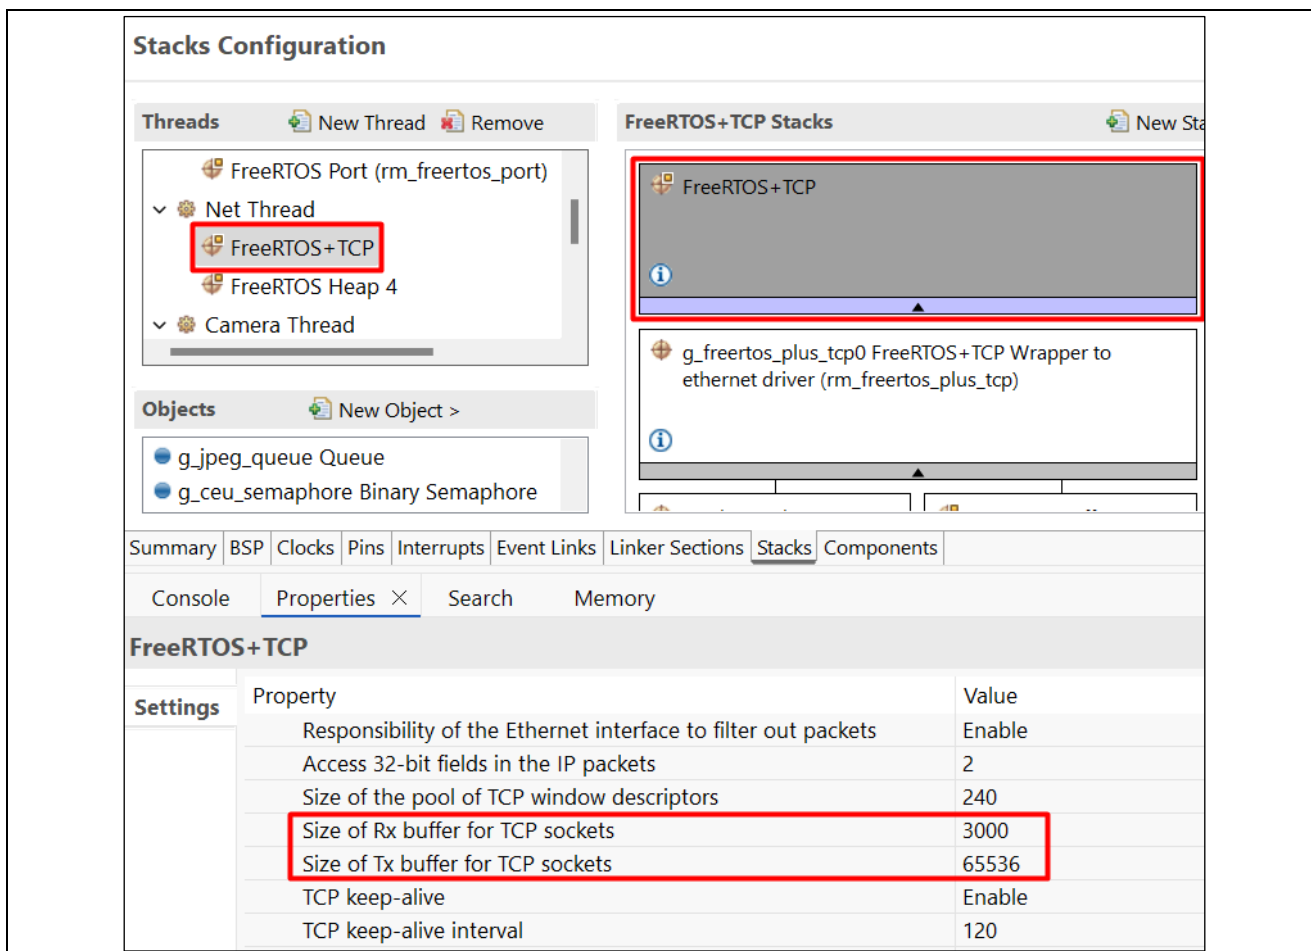 Stacks Configuration
Threads New Thread Remove
FreeRTOS Port (rm_freertos_port)
Net Thread
FreeRTOS+TCP
FreeRTOS Heap 4
Camera Thread
Objects New Object >
g_jpeg_queue Queue
g_ceu_semaphore Binary Semaphore
FreeRTOS+TCP Stacks New Sta
FreeRTOS+TCP
g_freertos_plus_tcp0 FreeRTOS+TCP Wrapper to
ethernet driver (rm_freertos_plus_tcp)
Summary BSP Clocks Pins Interrupts Event Links Linker Sections Stacks Components
Console Properties Search Memory
FreeRTOS+TCP
Settings
Property Value
Responsibility of the Ethernet interface to filter out packets Enable
Access 32-bit fields in the IP packets 2
Size of the pool of TCP window descriptors 240
Size of Rx buffer for TCP sockets 3000
Size of Tx buffer for TCP sockets 65536
TCP keep-alive Enable
TCP keep-alive interval 120